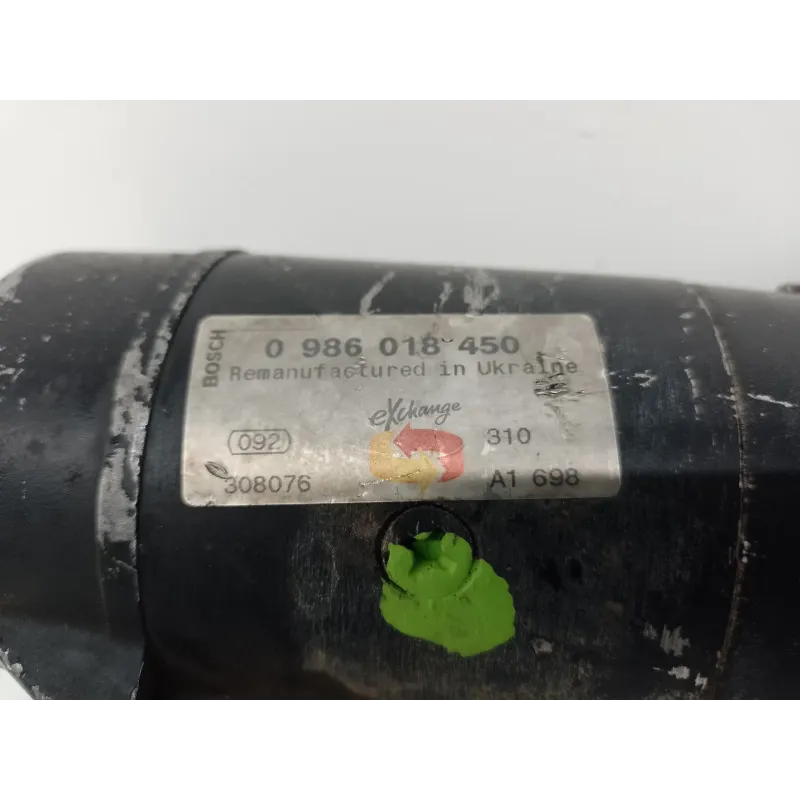 BOSCH
0 986 018 450
Remanufactured in Ukraine
eXchange
092 310
308076 A1 698